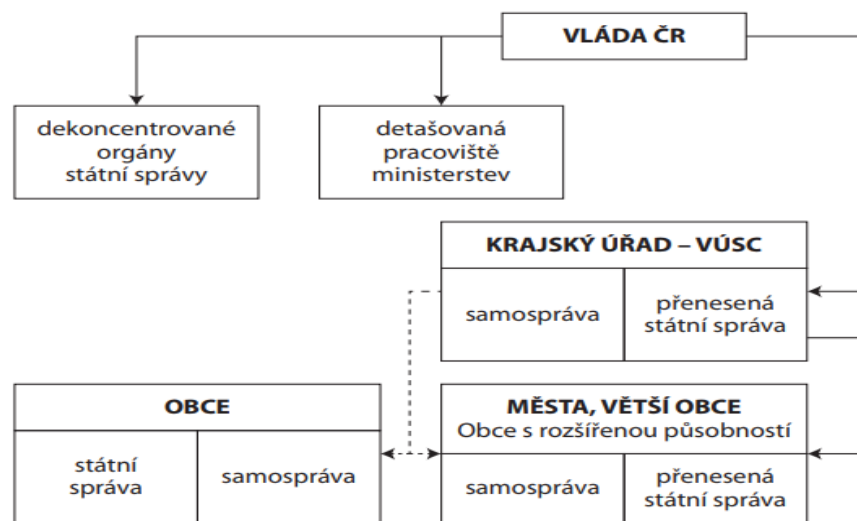 VLÁDA ČR
dekoncentrované
orgány
státní správy
detašovaná
pracoviště
ministerstev
KRAJSKÝ ÚŘAD – VÚSC
samospráva
přenesená
státní správa
OBCE
státní
správa
samospráva
MĚSTA, VĚTŠÍ OBCE
Obce s rozšířenou působností
samospráva
přenesená
státní správa